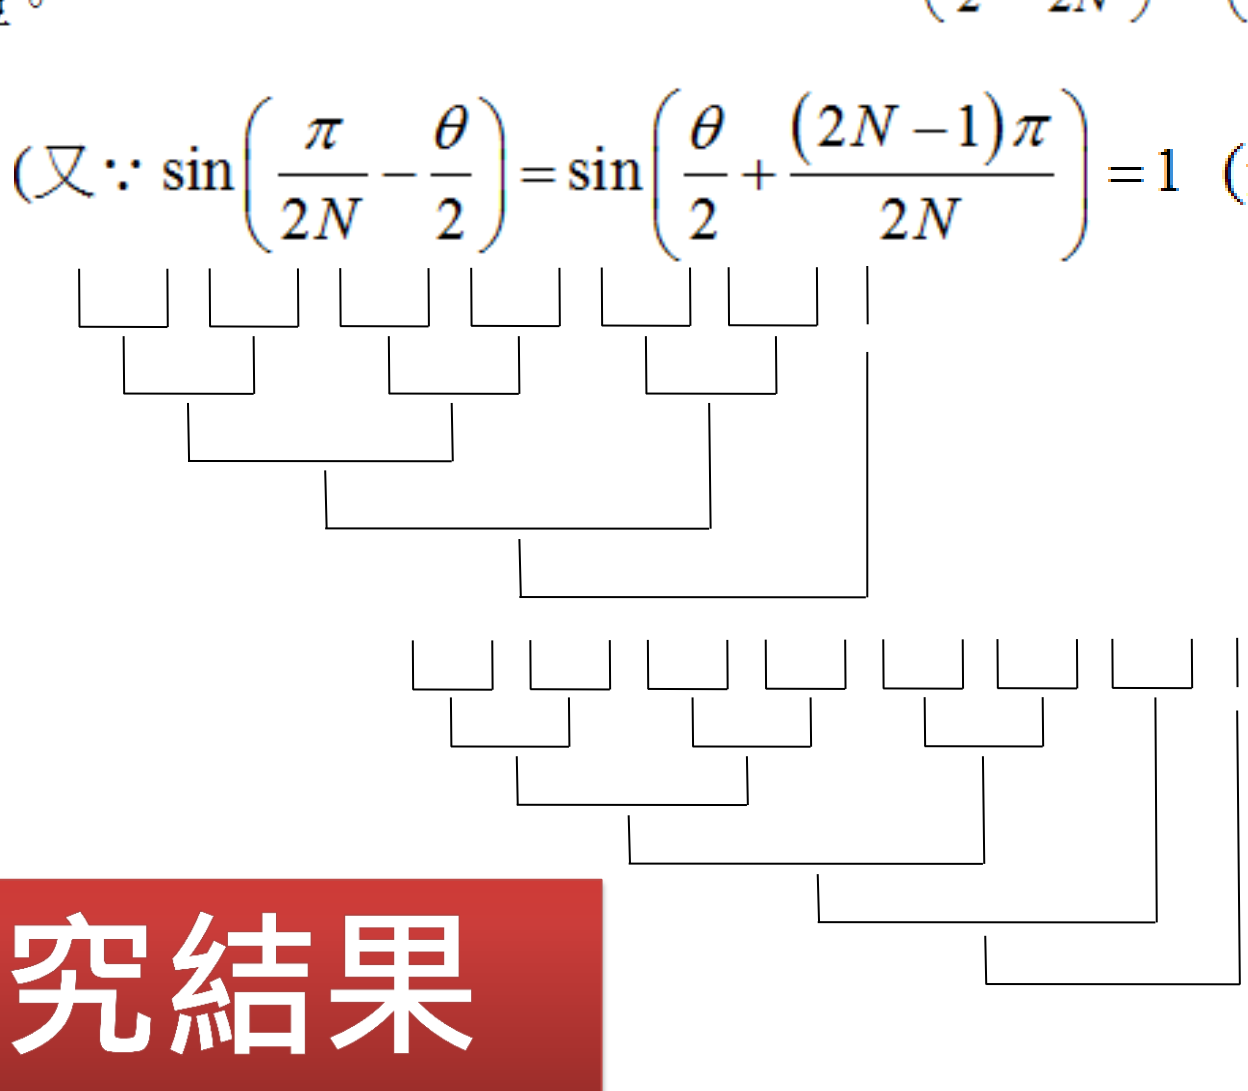 (又∵ sin(π/2N − θ/2) = sin(θ/2 + (2N−1)π/2N) = 1 (
究結果